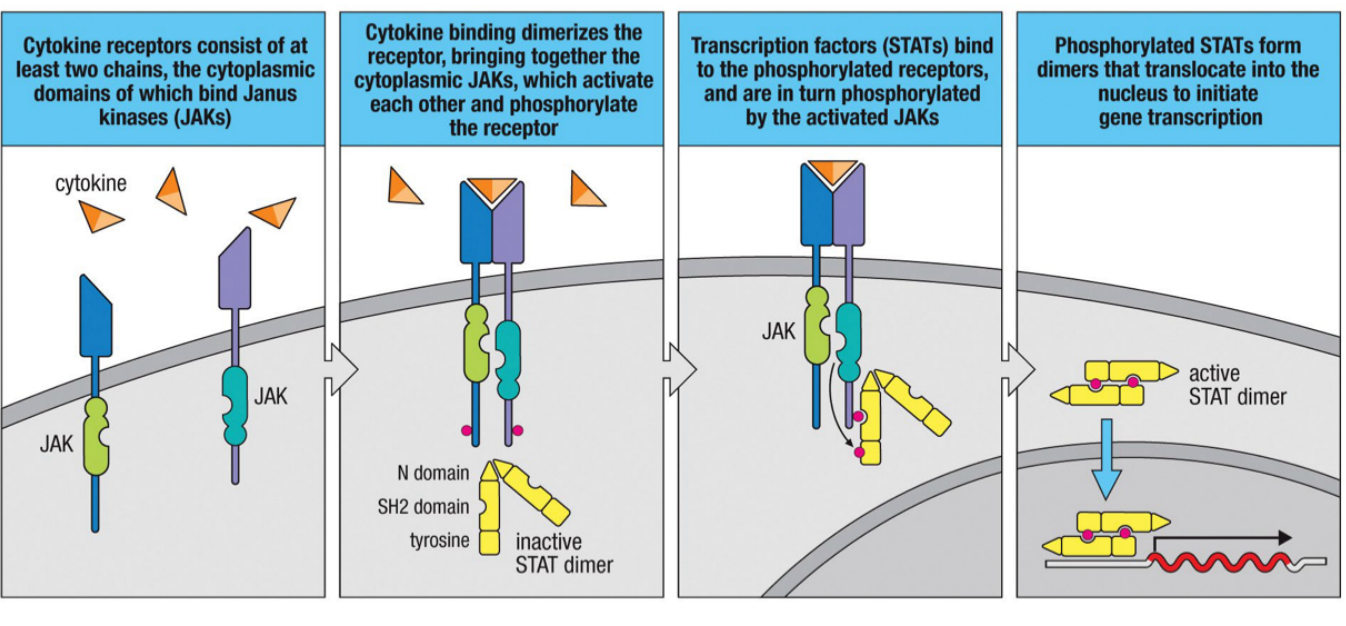 Cytokine receptors consist of at
least two chains, the cytoplasmic
domains of which bind Janus
kinases (JAKs)
cytokine
JAK
JAK
Cytokine binding dimerizes the
receptor, bringing together the
cytoplasmic JAKs, which activate
each other and phosphorylate
the receptor
N domain
SH2 domain
tyrosine
inactive
STAT dimer
Transcription factors (STATs) bind
to the phosphorylated receptors,
and are in turn phosphorylated
by the activated JAKs
JAK
Phosphorylated STATs form
dimers that translocate into the
nucleus to initiate
gene transcription
active
STAT dimer